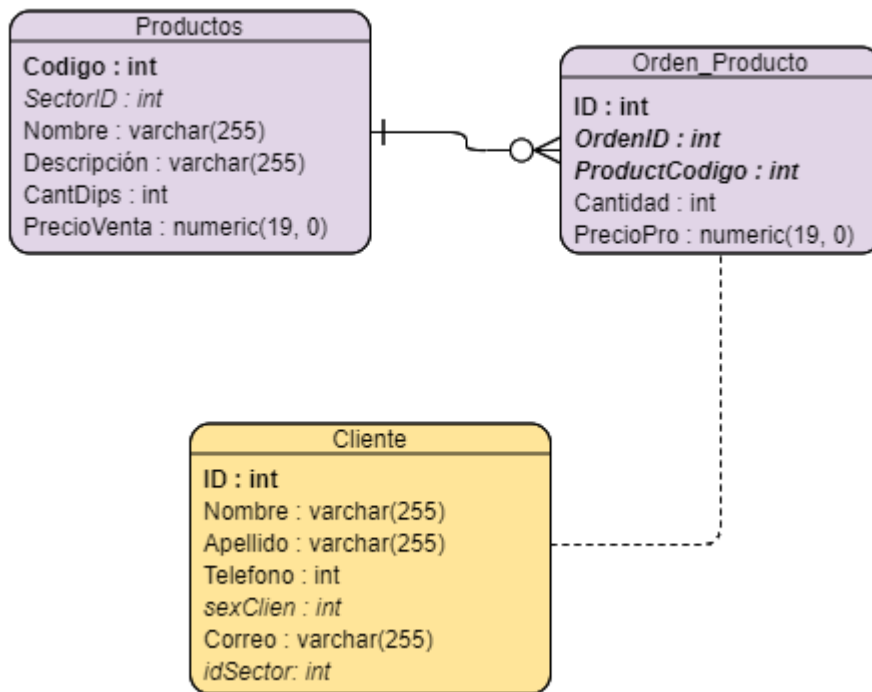 Productos
Codigo : int
SectorID : int
Nombre : varchar(255)
Descripción : varchar(255)
CantDips : int
PrecioVenta : numeric(19, 0)
Orden_Producto
ID : int
OrdenID : int
ProductCodigo : int
Cantidad : int
PrecioPro : numeric(19, 0)
Cliente
ID : int
Nombre : varchar(255)
Apellido : varchar(255)
Telefono : int
sexClien : int
Correo : varchar(255)
idSector: int